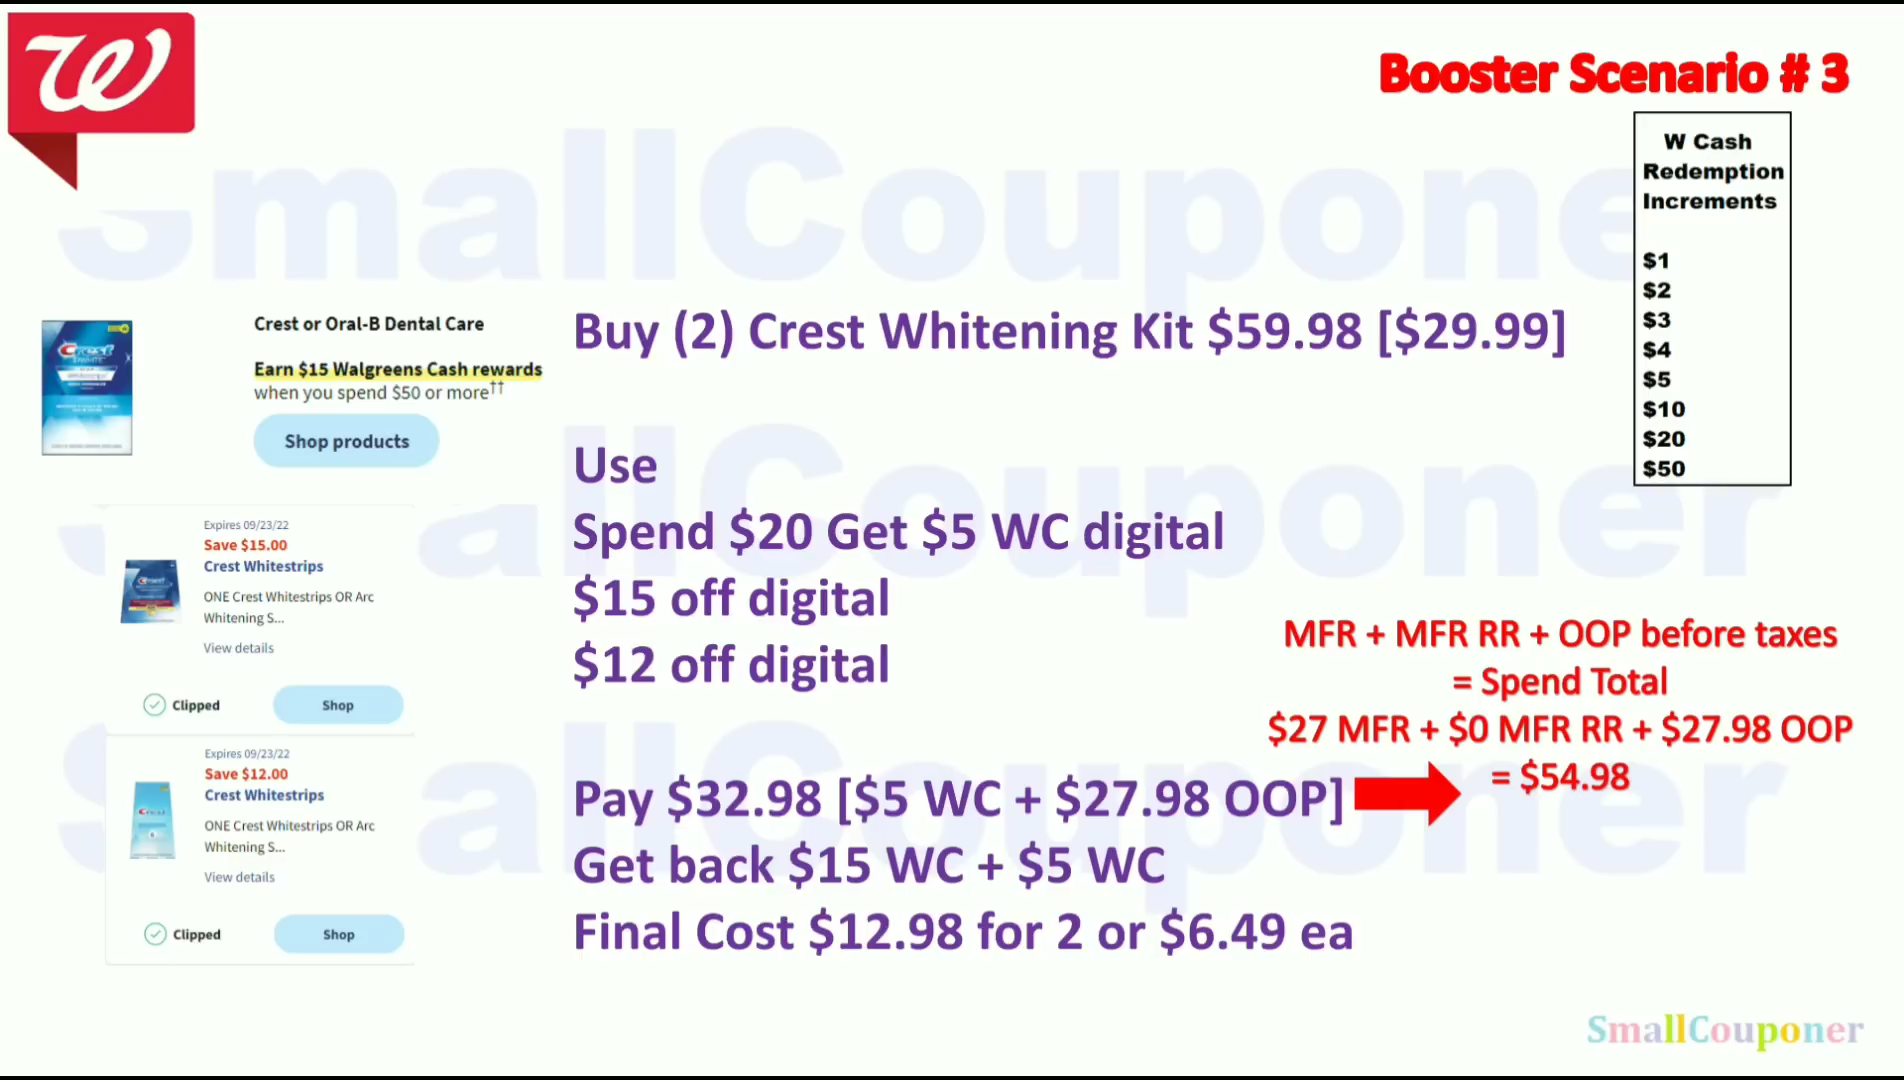 Booster Scenario # 3
W Cash
Redemption
Increments
$1
$2
$3
$4
$5
$10
$20
$50
Crest or Oral-B Dental Care
Earn $15 Walgreens Cash rewards
when you spend $50 or more††
Shop products
Expires 09/23/22
Save $15.00
Crest Whitestrips
ONE Crest Whitestrips OR Arc
Whitening S...
View details
Clipped
Shop
Expires 09/23/22
Save $12.00
Crest Whitestrips
ONE Crest Whitestrips OR Arc
Whitening S...
View details
Clipped
Shop
Buy (2) Crest Whitening Kit $59.98 [$29.99]
Use
Spend $20 Get $5 WC digital
$15 off digital
$12 off digital
Pay $32.98 [$5 WC + $27.98 OOP]
Get back $15 WC + $5 WC
Final Cost $12.98 for 2 or $6.49 ea
MFR + MFR RR + OOP before taxes
= Spend Total
$27 MFR + $0 MFR RR + $27.98 OOP
= $54.98
SmallCouponer
SmallCouponer
SmallCouponer
SmallCouponer